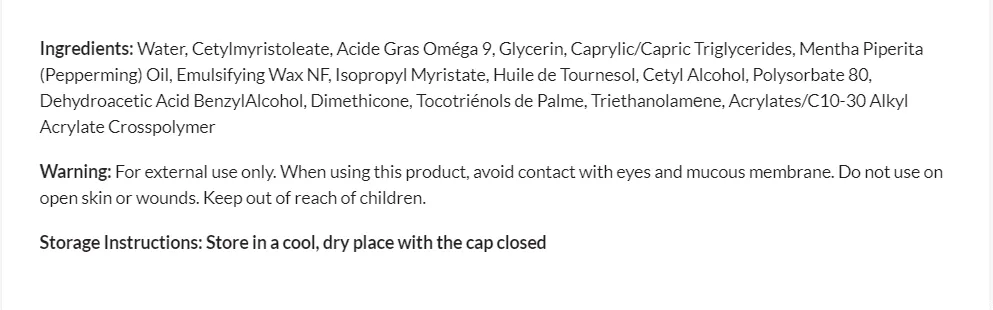 Ingredients: Water, Cetylmyristoleate, Acide Gras Oméga 9, Glycerin, Caprylic/Capric Triglycerides, Mentha Piperita
(Pepperming) Oil, Emulsifying Wax NF, Isopropyl Myristate, Huile de Tournesol, Cetyl Alcohol, Polysorbate 80,
Dehydroacetic Acid BenzylAlcohol, Dimethicone, Tocotriénols de Palme, Triethanolamene, Acrylates/C10-30 Alkyl
Acrylate Crosspolymer
Warning: For external use only. When using this product, avoid contact with eyes and mucous membrane. Do not use on
open skin or wounds. Keep out of reach of children.
Storage Instructions: Store in a cool, dry place with the cap closed